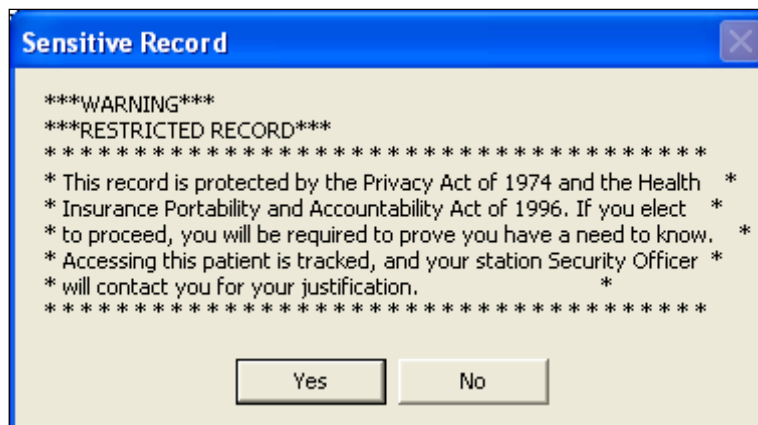 Sensitive Record
***WARNING***
***RESTRICTED RECORD***
* * * * * * * * * * * * * * * * * * * * * * * * * * * * * * * * * * * * *
* This record is protected by the Privacy Act of 1974 and the Health *
* Insurance Portability and Accountability Act of 1996. If you elect *
* to proceed, you will be required to prove you have a need to know. *
* Accessing this patient is tracked, and your station Security Officer *
* will contact you for your justification. *
* * * * * * * * * * * * * * * * * * * * * * * * * * * * * * * * * * * * *
Yes No